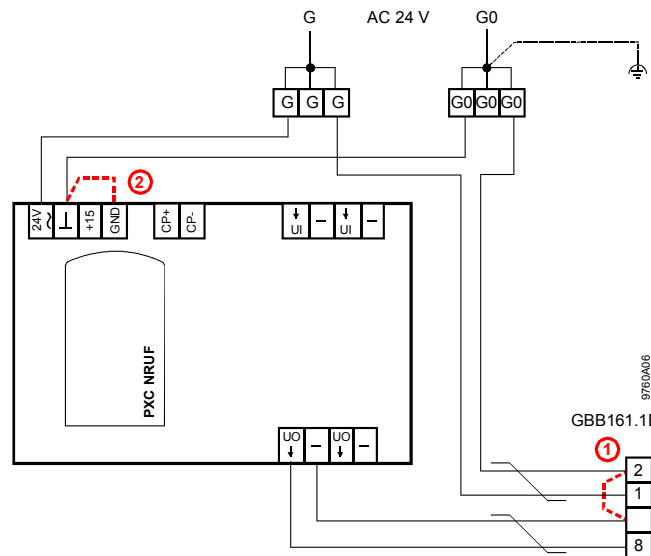 G AC 24 V G0
G G G G0 G0 G0
2
24V ~ ⊥ +15 GND CP+ CP- ↓ UI – ↓ UI –
PXC NRUF
9760A06
GBB161.1
UO ↓ – UO ↓ –
1
2
1
8